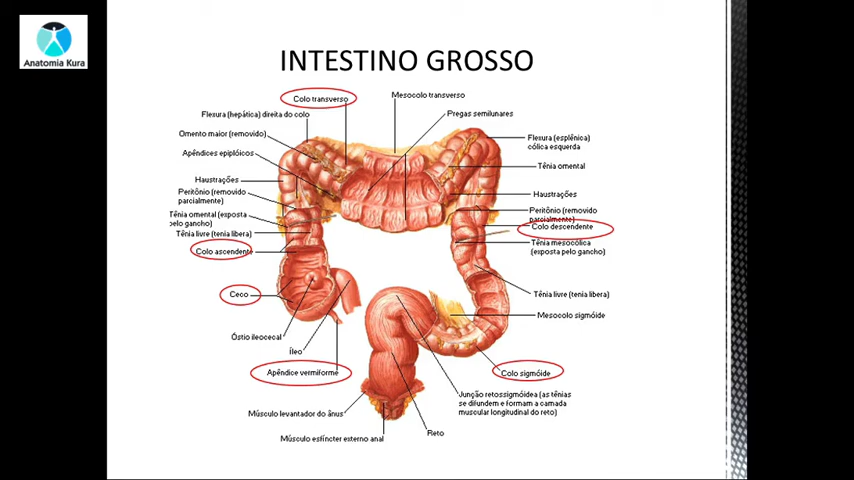 Anatomia Kura
INTESTINO GROSSO
Colo transverso
Mesocolo transverso
Flexura (hepática) direita do colo
Pregas semilunares
Omento maior (removido)
Flexura (esplênica)
cólica esquerda
Apêndices epiplóicos
Tênia omental
Haustrações
Haustrações
Peritônio (removido
parcialmente)
Peritônio (removido
parcialmente)
Tênia omental (exposta
pelo gancho)
Colo descendente
Tênia livre (tenia libera)
Tênia mesocólica
(exposta pelo gancho)
Colo ascendente
Ceco
Tênia livre (tenia libera)
Mesocolo sigmóide
Óstio ileocecal
Íleo
Apêndice vermiforme
Colo sigmóide
Junção retossigmóidea (as tênias
se difundem e formam a camada
muscular longitudinal do reto)
Músculo levantador do ânus
Reto
Músculo esfíncter externo anal